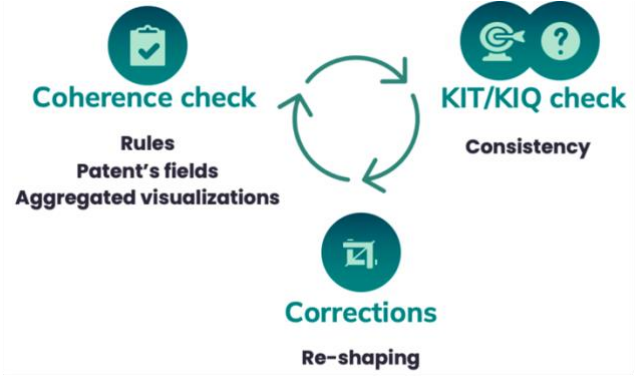 Coherence check
Rules
Patent's fields
Aggregated visualizations
?
KIT/KIQ check
Consistency
Corrections
Re-shaping